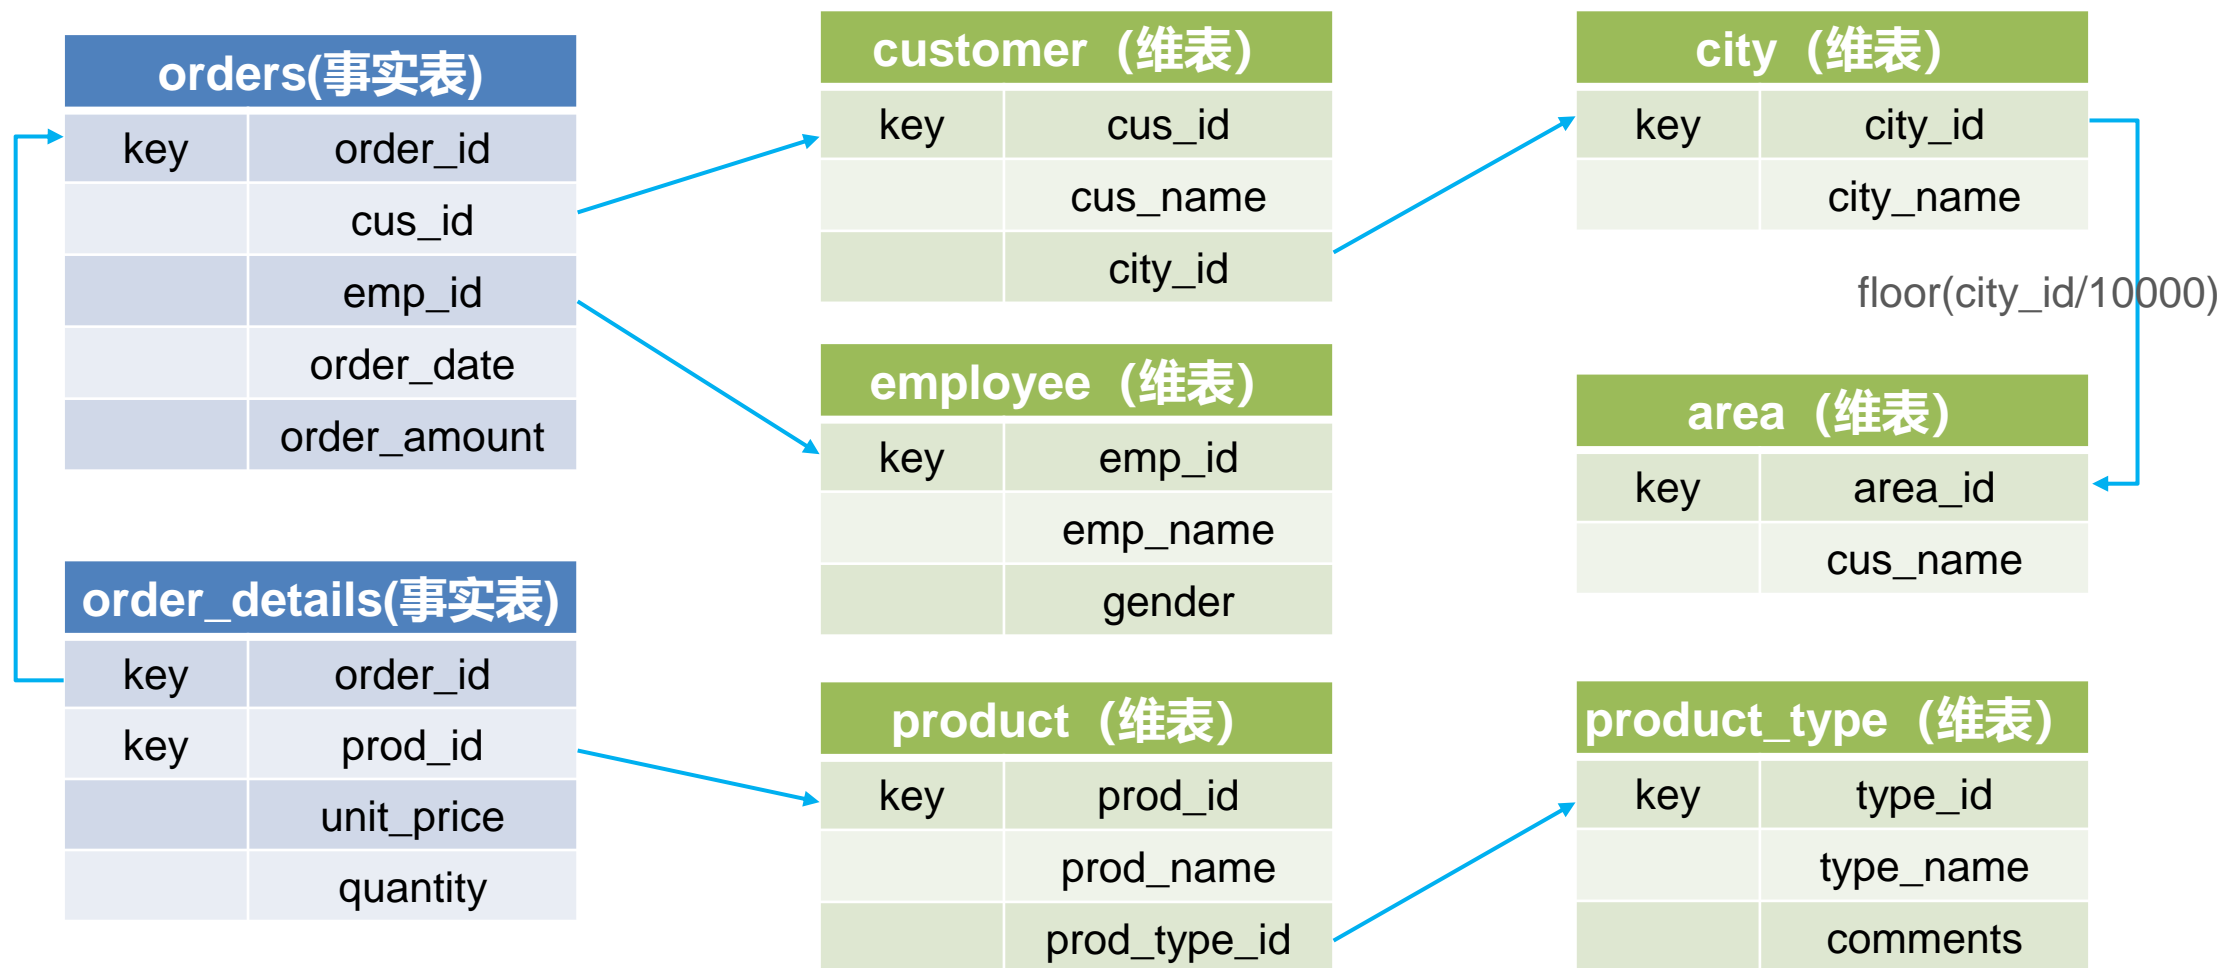 orders(事实表)
key order_id
cus_id
emp_id
order_date
order_amount
order_details(事实表)
key order_id
key prod_id
unit_price
quantity
customer（维表）
key cus_id
cus_name
city_id
employee（维表）
key emp_id
emp_name
gender
product（维表）
key prod_id
prod_name
prod_type_id
city（维表）
key city_id
city_name
floor(city_id/10000)
area（维表）
key area_id
cus_name
product_type（维表）
key type_id
type_name
comments